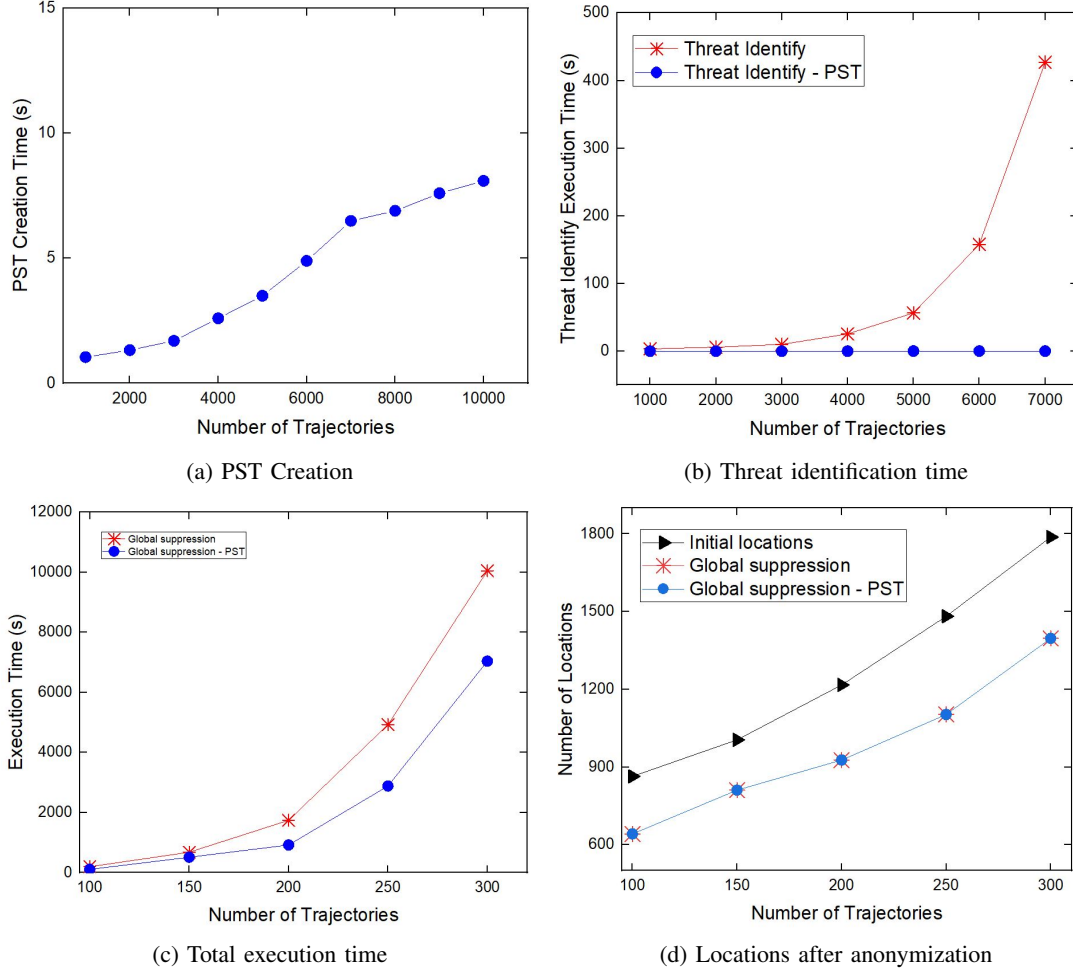 15
10
5
0
PST Creation Time (s)
2000 4000 6000 8000 10000
Number of Trajectories
(a) PST Creation
500
400
300
200
100
0
Threat Identify Execution Time (s)
Threat Identify
Threat Identify - PST
1000 2000 3000 4000 5000 6000 7000
Number of Trajectories
(b) Threat identification time
12000
10000
8000
6000
4000
2000
0
Execution Time (s)
Global suppression
Global suppression - PST
100 150 200 250 300
Number of Trajectories
(c) Total execution time
1800
1500
1200
900
600
Number of Locations
Initial locations
Global suppression
Global suppression - PST
100 150 200 250 300
Number of Trajectories
(d) Locations after anonymization